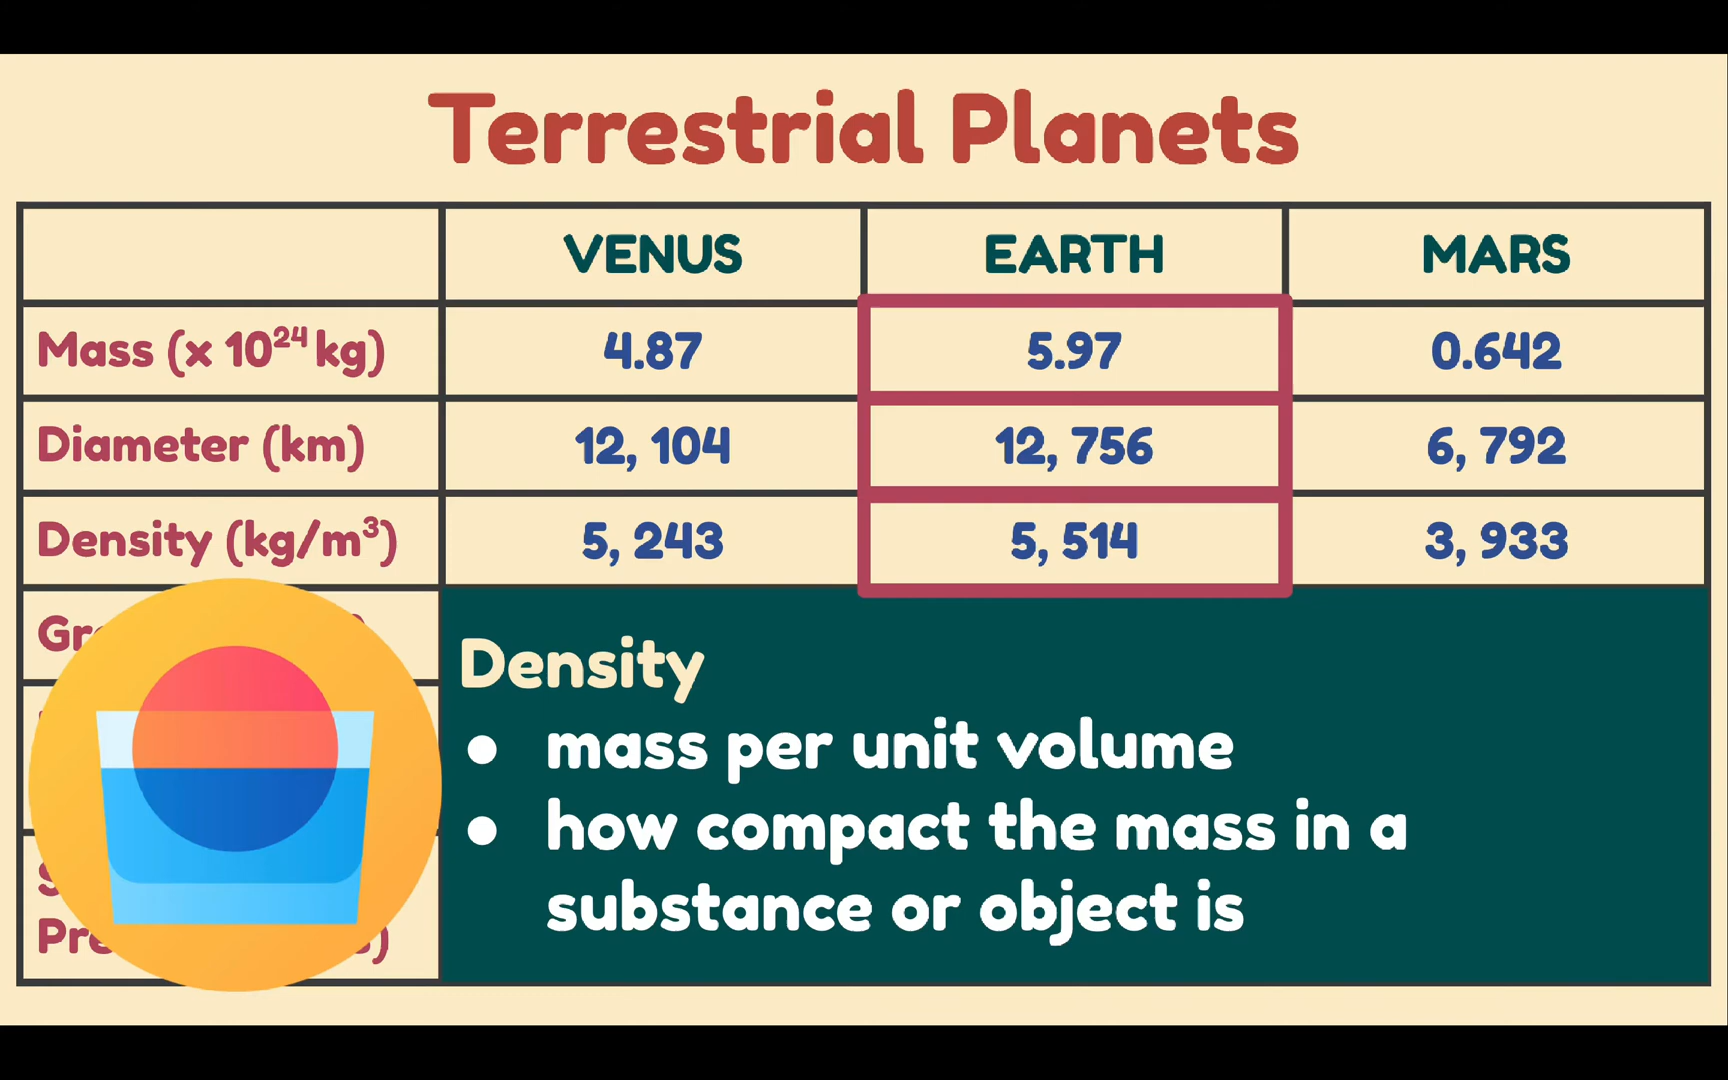 Terrestrial Planets
VENUS EARTH MARS
Mass (x 10²⁴ kg) 4.87 5.97 0.642
Diameter (km) 12, 104 12, 756 6, 792
Density (kg/m³) 5, 243 5, 514 3, 933
Density
● mass per unit volume
● how compact the mass in a
substance or object is